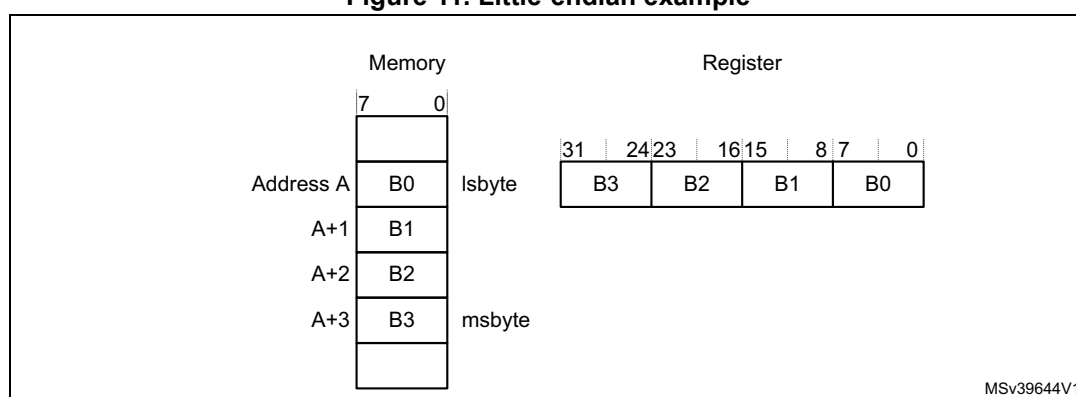 Figure 11. Little-endian example
Memory
Register
7 0
31 24 23 16 15 8 7 0
Address A B0 lsbyte B3 B2 B1 B0
A+1 B1
A+2 B2
A+3 B3 msbyte
MSv39644V1